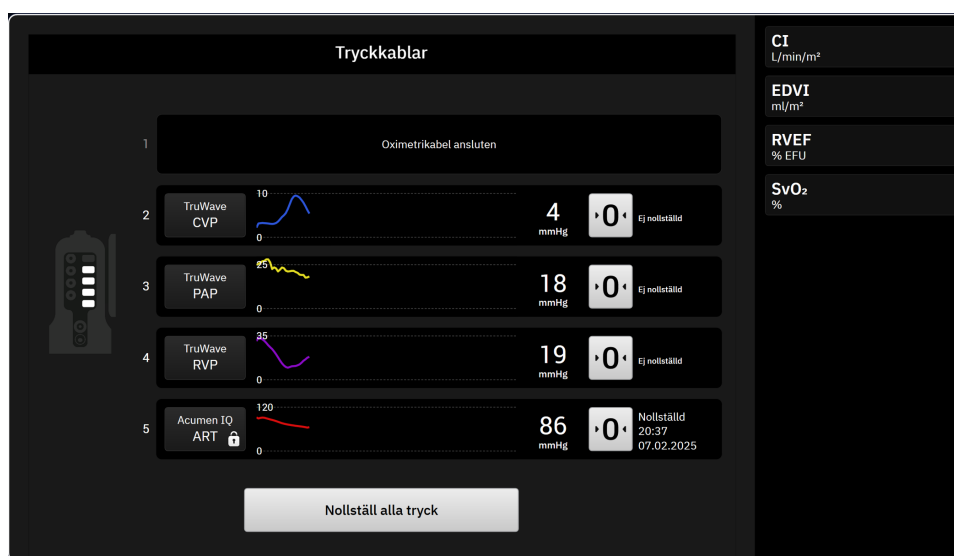 Tryckkablar
1
Oximetrikabel ansluten
2
TruWave
CVP
10
0
4
mmHg
0
Ej nollställd
3
TruWave
PAP
25
0
18
mmHg
0
Ej nollställd
4
TruWave
RVP
35
0
19
mmHg
0
Ej nollställd
5
Acumen IQ
ART
120
0
86
mmHg
0
Nollställd
20:37
07.02.2025
Nollställ alla tryck
CI
L/min/m²
EDVI
ml/m²
RVEF
% EFU
SvO₂
%